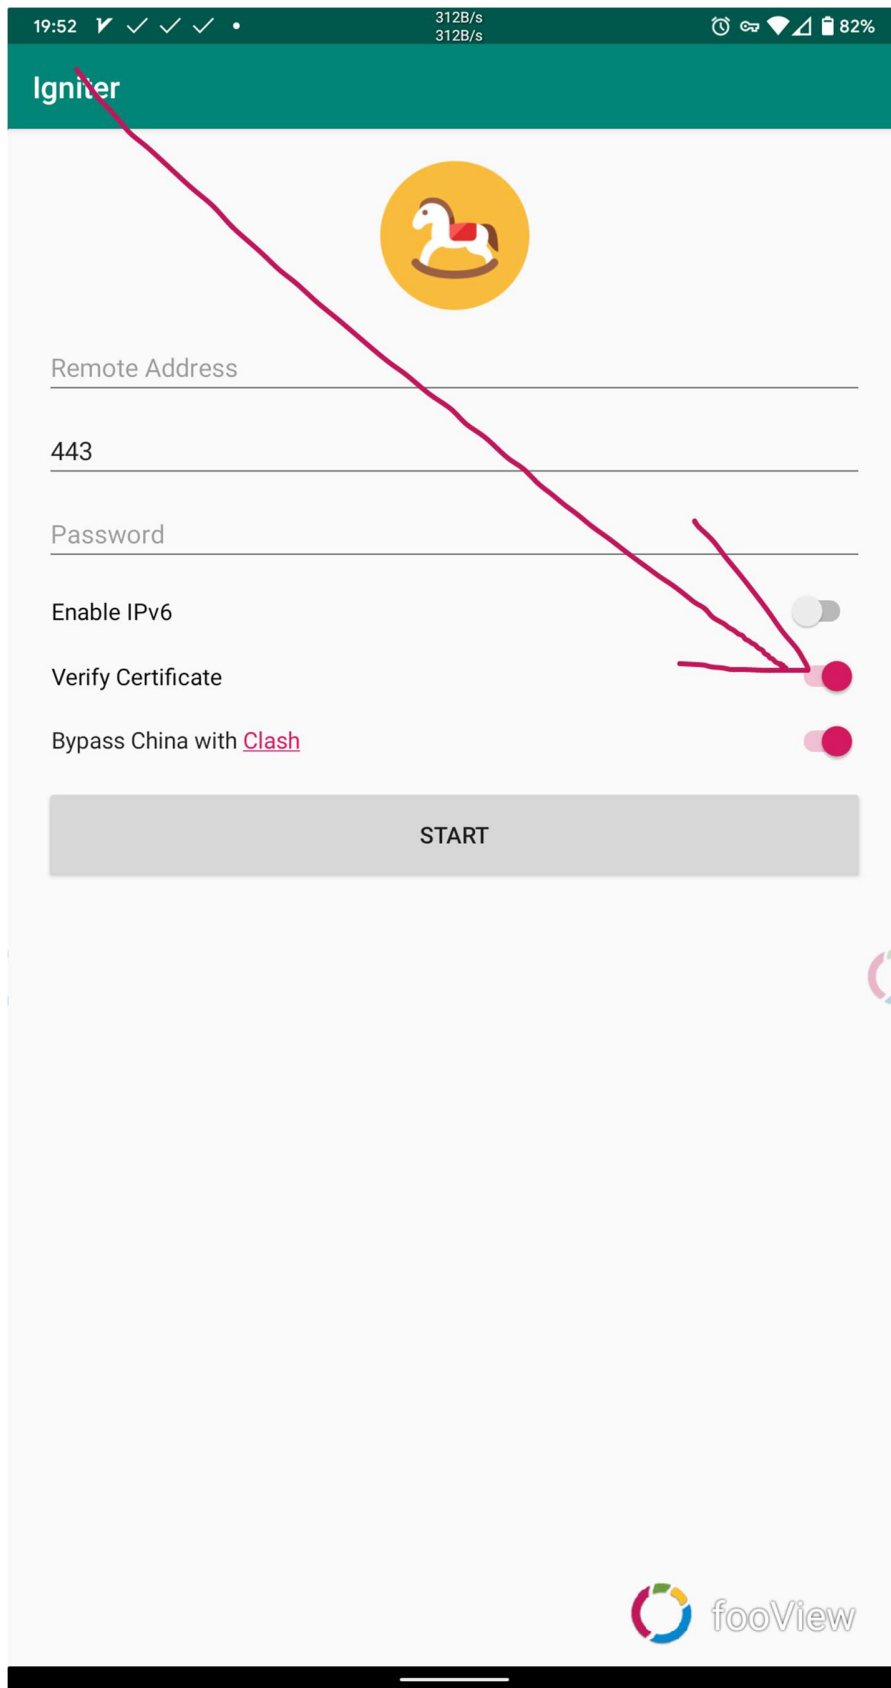 19:52
312B/s
312B/s
82%
Igniter
Remote Address
443
Password
Enable IPv6
Verify Certificate
Bypass China with Clash
START
fooView